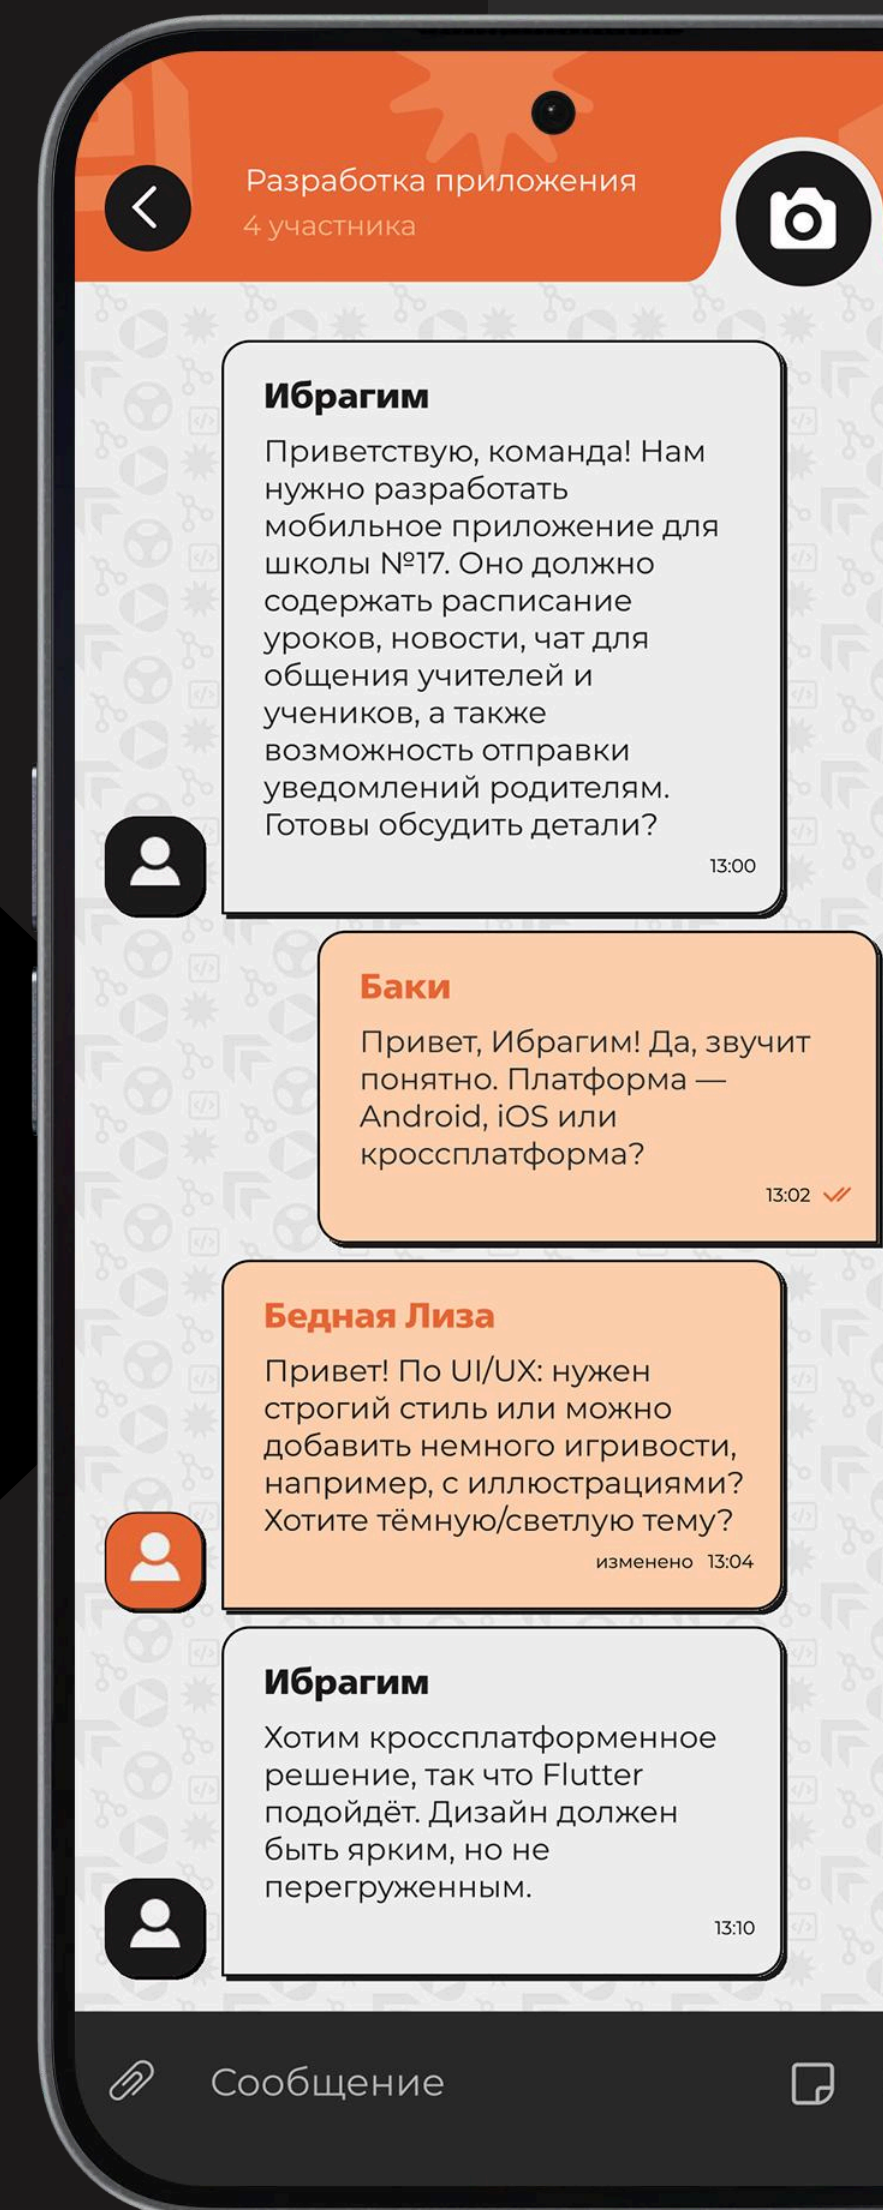 Разработка приложения
4 участника
Ибрагим
Приветствую, команда! Нам
нужно разработать
мобильное приложение для
школы №17. Оно должно
содержать расписание
уроков, новости, чат для
общения учителей и
учеников, а также
возможность отправки
уведомлений родителям.
Готовы обсудить детали?
13:00
Баки
Привет, Ибрагим! Да, звучит
понятно. Платформа —
Android, iOS или
кроссплатформа?
13:02
Бедная Лиза
Привет! По UI/UX: нужен
строгий стиль или можно
добавить немного игривости,
например, с иллюстрациями?
Хотите тёмную/светлую тему?
изменено 13:04
Ибрагим
Хотим кроссплатформенное
решение, так что Flutter
подойдёт. Дизайн должен
быть ярким, но не
перегруженным.
13:10
Сообщение